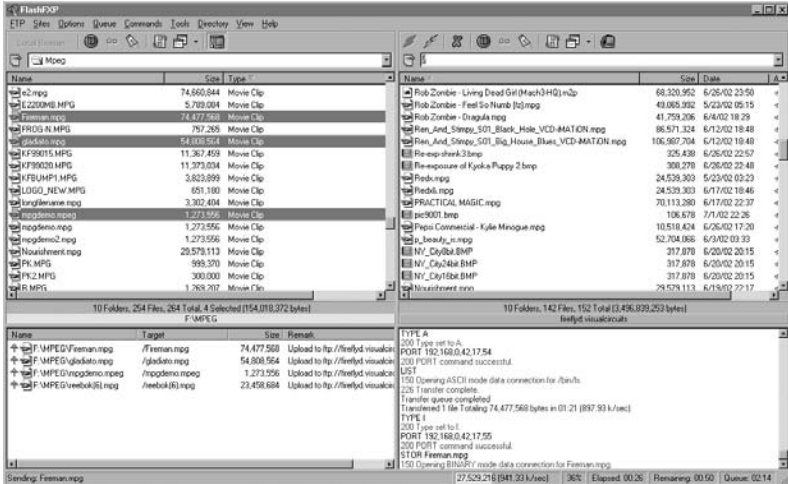 FlashFXP
FTP Sites Options Queue Commands Tools Directory View Help
Local Browser
Mpeg
Name Size Type
e2.mpg 74,660,844 Movie Clip
E2200MB.MPG 5,789,084 Movie Clip
Fireman.mpg 74,477,568 Movie Clip
FROG-N.MPG 757,265 Movie Clip
gladiato.mpg 54,808,564 Movie Clip
KF99015.MPG 11,367,459 Movie Clip
KF99020.MPG 11,373,034 Movie Clip
KFBUMP1.MPG 3,823,899 Movie Clip
LOGO_NEW.MPG 651,180 Movie Clip
longfilename.mpg 3,302,404 Movie Clip
mpgdemo.mpeg 1,273,556 Movie Clip
mpgdemo.mpg 1,273,556 Movie Clip
mpgdemo2.mpg 1,273,556 Movie Clip
Nourishment.mpg 29,579,113 Movie Clip
PK.MPG 999,370 Movie Clip
PK2.MPG 300,000 Movie Clip
R.MPG 1,269,207 Movie Clip
10 Folders, 254 Files, 264 Total, 4 Selected (154,018,372 bytes)
F:\MPEG
Name Size Date A
Rob Zombie - Living Dead Girl (Mach3-HQ).m2p 68,320,952 6/26/02 23:50
Rob Zombie - Feel So Numb [fz].mpg 49,065,992 5/23/02 05:15
Rob Zombie - Dragula.mpg 41,759,206 6/4/02 18:29
Ren_And_Stimpy_S01_Black_Hole_VCD-iMATiON.mpg 86,571,324 6/12/02 18:48
Ren_And_Stimpy_S01_Big_House_Blues_VCD-iMATiON.mpg 106,987,704 6/12/02 18:48
Re-exp-shrink3.bmp 325,438 6/26/02 22:57
Re-exposure of Kyoka Puppy 2.bmp 308,278 6/26/02 22:48
Redx.mpg 24,539,303 5/23/02 03:23
Redx6.mpg 24,539,303 6/17/02 18:46
PRACTICAL MAGIC.mpg 70,113,280 6/17/02 22:37
pic9001.bmp 106,678 7/1/02 22:26
Pepsi Commercial - Kylie Minogue.mpg 10,518,424 6/26/02 17:20
p_beauty_is.mpg 52,704,066 6/3/02 03:33
NY_City8bit.BMP 317,878 6/20/02 20:15
NY_City24bit.BMP 317,878 6/20/02 20:15
NY_City16bit.BMP 317,878 6/20/02 20:15
Nourishment.mpg 29,579,113 6/19/02 22:17
10 Folders, 142 Files, 152 Total (3,496,839,253 bytes)
fireflyd.visualcircuits
Name Target Size Remark
F:\MPEG\Fireman.mpg /Fireman.mpg 74,477,568 Upload to ftp://fireflyd.visualcircu
F:\MPEG\gladiato.mpg /gladiato.mpg 54,808,564 Upload to ftp://fireflyd.visualcircu
F:\MPEG\mpgdemo.mpeg /mpgdemo.mpeg 1,273,556 Upload to ftp://fireflyd.visualcircu
F:\MPEG\reebok(6).mpg /reebok(6).mpg 23,458,684 Upload to ftp://fireflyd.visualcircu
TYPE A
200 Type set to A.
PORT 192,168,0,42,17,54
200 PORT command successful.
LIST
150 Opening ASCII mode data connection for /bin/ls.
226 Transfer complete.
Transfer queue completed
Transferred 1 file Totaling 74,477,568 bytes in 01:21 (897.93 k/sec)
TYPE I
200 Type set to I.
PORT 192,168,0,42,17,55
200 PORT command successful.
STOR Fireman.mpg
150 Opening BINARY mode data connection for Fireman.mpg.
Sending: Fireman.mpg 27,529,216 (941.33 k/sec) 36% Elapsed: 00:26 Remaining: 00:50 Queue: 02:14